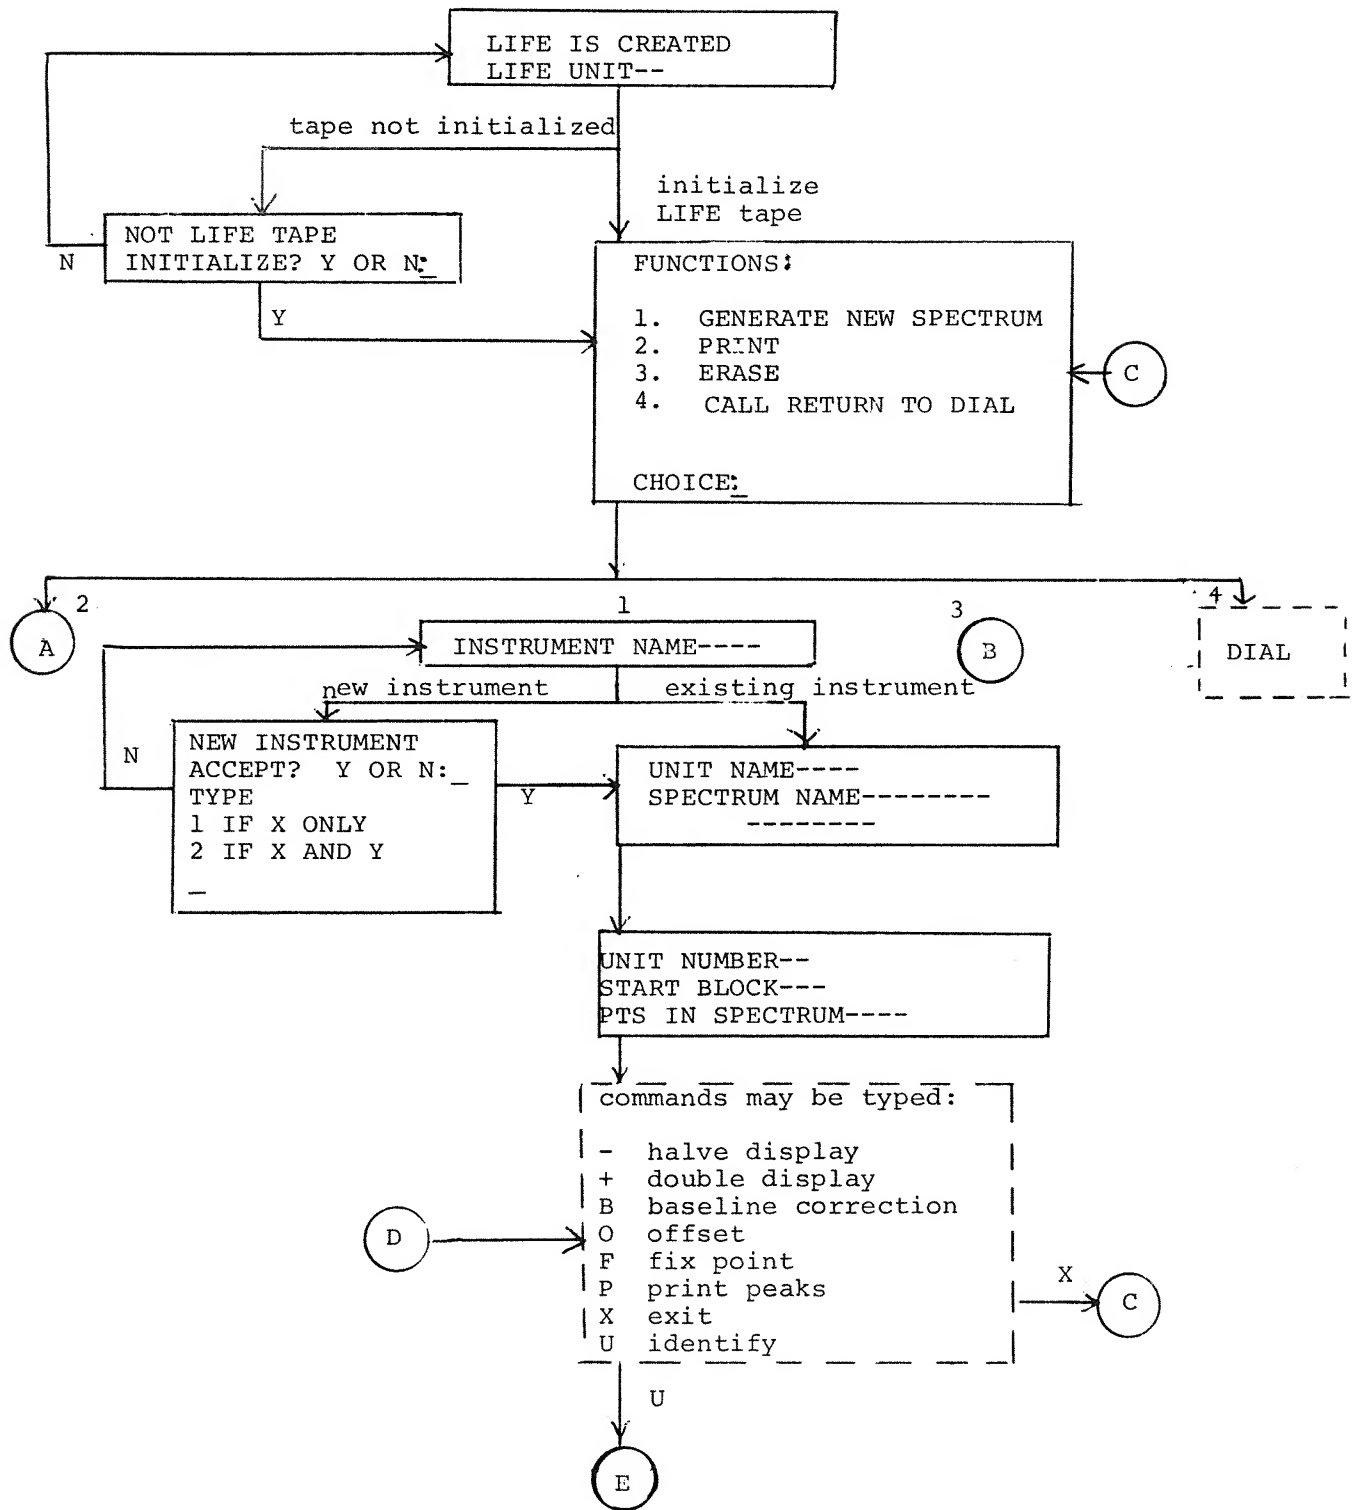 LIFE IS CREATED
LIFE UNIT--
tape not initialized
initialize
LIFE tape
NOT LIFE TAPE
INITIALIZE? Y OR N:_
N
Y
FUNCTIONS:
1. GENERATE NEW SPECTRUM
2. PRINT
3. ERASE
4. CALL RETURN TO DIAL
CHOICE:_
C
2
1
3
4
A
INSTRUMENT NAME----
B
DIAL
new instrument
existing instrument
N
NEW INSTRUMENT
ACCEPT? Y OR N:_
TYPE
1 IF X ONLY
2 IF X AND Y
_
Y
UNIT NAME----
SPECTRUM NAME--------
--------
UNIT NUMBER--
START BLOCK---
PTS IN SPECTRUM----
commands may be typed:
- halve display
+ double display
B baseline correction
O offset
F fix point
P print peaks
X exit
U identify
D
X
C
U
E